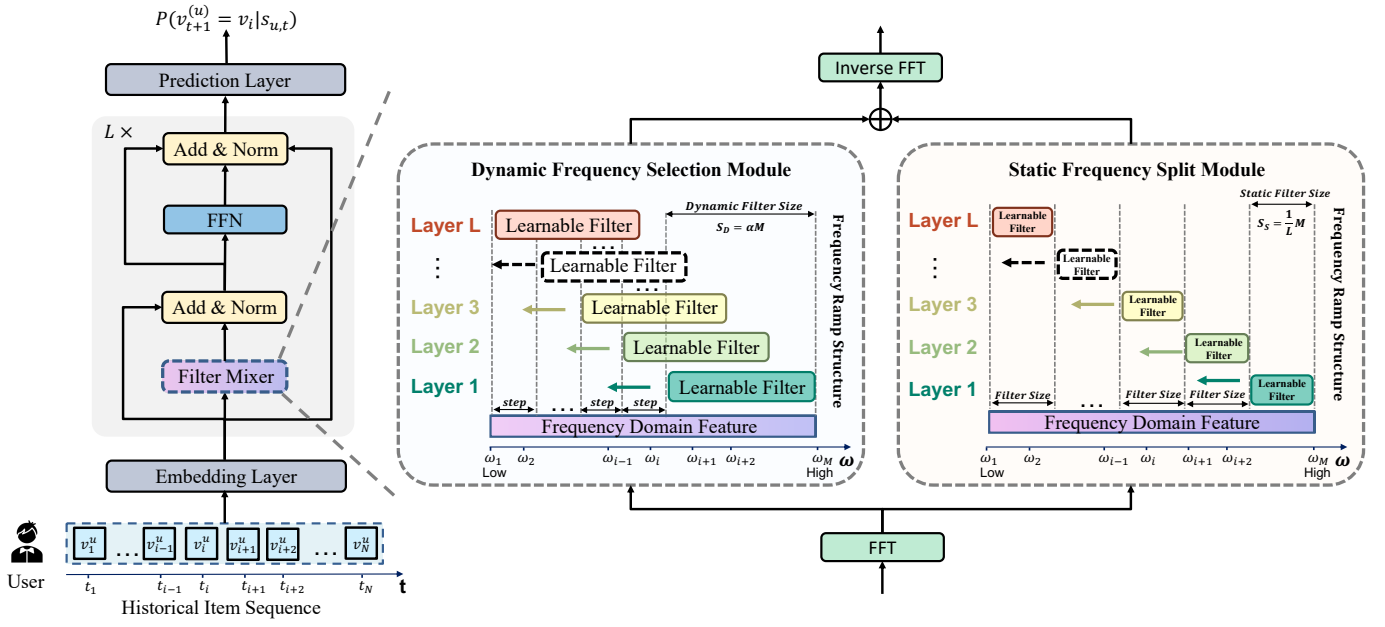 P(v_{t+1}^{(u)} = v_i|s_{u,t})
Prediction Layer
L ×
Add & Norm
FFN
Add & Norm
Filter Mixer
Embedding Layer
User
v_1^u ... v_{i-1}^u v_i^u v_{i+1}^u v_{i+2}^u ... v_N^u
t_1 t_{i-1} t_i t_{i+1} t_{i+2} t_N t
Historical Item Sequence
Inverse FFT
Dynamic Frequency Selection Module
Dynamic Filter Size
S_D = αM
Layer L Learnable Filter
...
⋮ Learnable Filter
...
Layer 3 Learnable Filter
Layer 2 Learnable Filter
Layer 1 Learnable Filter
step ... step step
Frequency Domain Feature
ω_1 ω_2 ω_{i-1} ω_i ω_{i+1} ω_{i+2} ω_M ω
Low High
Frequency Ramp Structure
Static Frequency Split Module
Static Filter Size
S_S = \frac{1}{L}M
Layer L Learnable
Filter
⋮ Learnable
Filter
Layer 3 Learnable
Filter
Layer 2 Learnable
Filter
Layer 1 Learnable
Filter
Filter Size ... Filter Size Filter Size
Frequency Domain Feature
ω_1 ω_2 ω_{i-1} ω_i ω_{i+1} ω_{i+2} ω_M ω
Low High
Frequency Ramp Structure
FFT